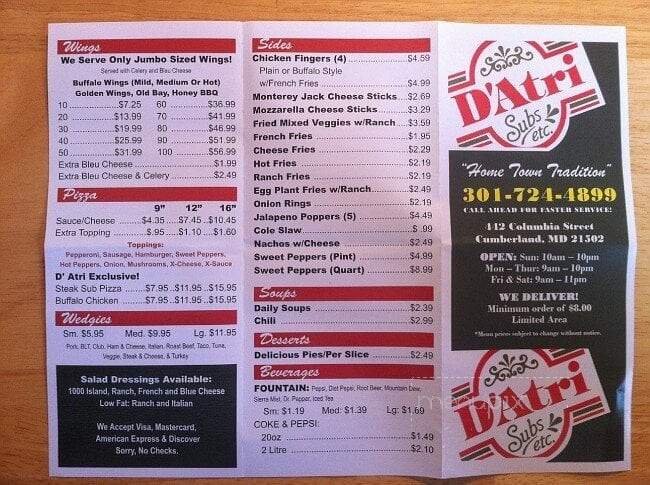 Wings
We Serve Only Jumbo Sized Wings!
Served with Celery and Bleu Cheese
Buffalo Wings (Mild, Medium Or Hot)
Golden Wings, Old Bay, Honey BBQ
10 $7.25 60 $36.99
20 $13.99 70 $41.99
30 $19.99 80 $46.99
40 $25.99 90 $51.99
50 $31.99 100 $56.99
Extra Bleu Cheese $1.99
Extra Bleu Cheese & Celery $2.49
Pizza
9" 12" 16"
Sauce/Cheese $4.35 $7.45 $10.45
Extra Topping $.95 $1.10 $1.60
Toppings:
Pepperoni, Sausage, Hamburger, Sweet Peppers,
Hot Peppers, Onion, Mushrooms, X-Cheese, X-Sauce
D' Atri Exclusive!
Steak Sub Pizza $7.95 $11.95 $15.95
Buffalo Chicken $7.95 $11.95 $15.95
Wedgies
Sm. $5.95 Med. $9.95 Lg. $11.95
Pork, BLT, Club, Ham & Cheese, Italian, Roast Beef, Taco, Tuna,
Veggie, Steak & Cheese, & Turkey
Salad Dressings Available:
1000 Island, Ranch, French and Blue Cheese
Low Fat: Ranch and Italian
We Accept Visa, Mastercard,
American Express & Discover
Sorry, No Checks.
Sides
Chicken Fingers (4) $4.59
Plain or Buffalo Style
w/French Fries $4.99
Monterey Jack Cheese Sticks $2.69
Mozzarella Cheese Sticks $3.29
Fried Mixed Veggies w/Ranch $3.59
French Fries $1.95
Cheese Fries $2.29
Hot Fries $2.19
Ranch Fries $2.19
Egg Plant Fries w/Ranch $2.49
Onion Rings $2.19
Jalapeno Poppers (5) $4.49
Cole Slaw $ .99
Nachos w/Cheese $2.49
Sweet Peppers (Pint) $4.99
Sweet Peppers (Quart) $8.99
Soups
Daily Soups $2.39
Chili $2.99
Desserts
Delicious Pies/Per Slice $2.49
Beverages
FOUNTAIN: Pepsi, Diet Pepsi, Root Beer, Mountain Dew,
Sierra Mist, Dr. Pepper, Iced Tea
Sm: $1.19 Med: $1.39 Lg: $1.69
COKE & PEPSI:
20oz $1.49
2 Litre $2.10
D'Atri
Subs
etc.
"Home Town Tradition"
301-724-4899
CALL AHEAD FOR FASTER SERVICE!
412 Columbia Street
Cumberland, MD 21502
OPEN: Sun: 10am – 10pm
Mon – Thur: 9am – 10pm
Fri & Sat: 9am – 11pm
WE DELIVER!
Minimum order of $8.00
Limited Area
*Menu prices subject to change without notice.
D'Atri
Subs
etc.
menupix